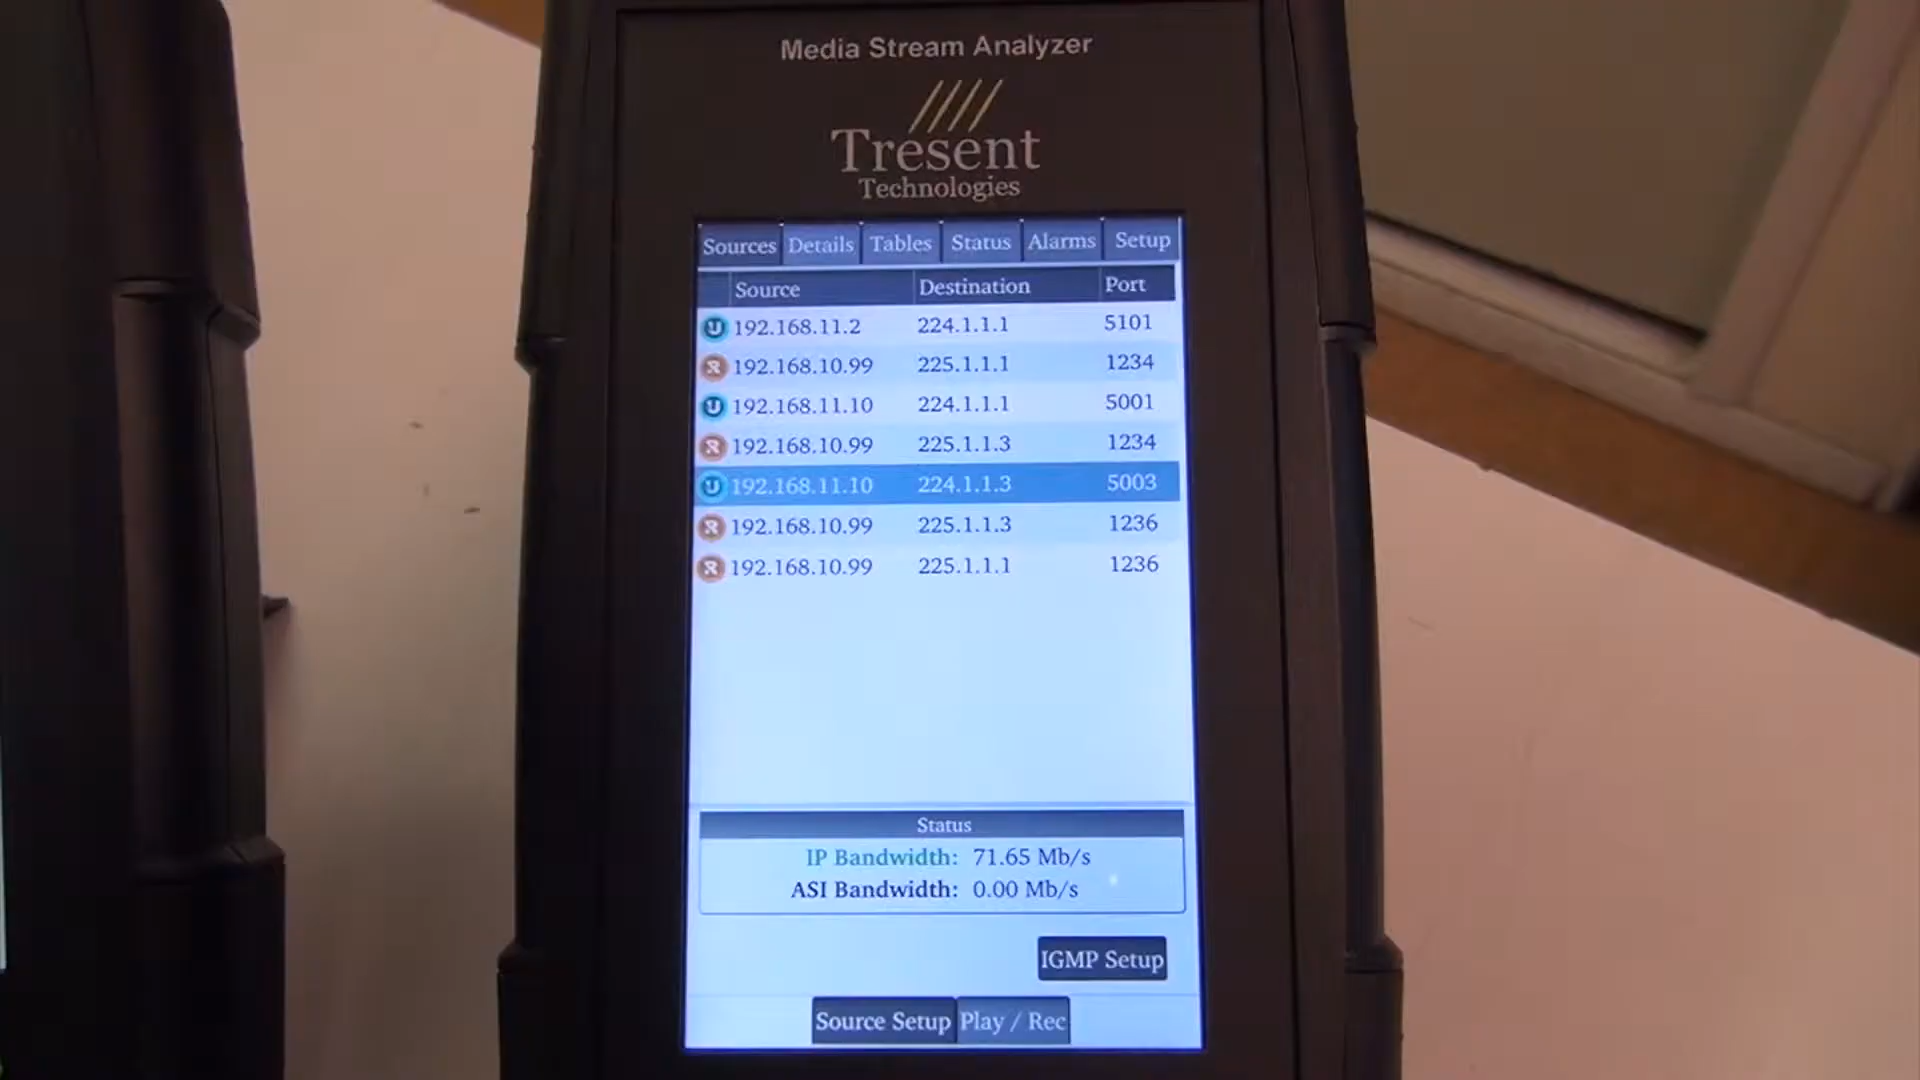 Media Stream Analyzer
Tresent
Technologies
Sources Details Tables Status Alarms Setup
Source Destination Port
U 192.168.11.2 224.1.1.1 5101
R 192.168.10.99 225.1.1.1 1234
U 192.168.11.10 224.1.1.1 5001
R 192.168.10.99 225.1.1.3 1234
U 192.168.11.10 224.1.1.3 5003
R 192.168.10.99 225.1.1.3 1236
R 192.168.10.99 225.1.1.1 1236
Status
IP Bandwidth: 71.65 Mb/s
ASI Bandwidth: 0.00 Mb/s
IGMP Setup
Source Setup Play / Rec